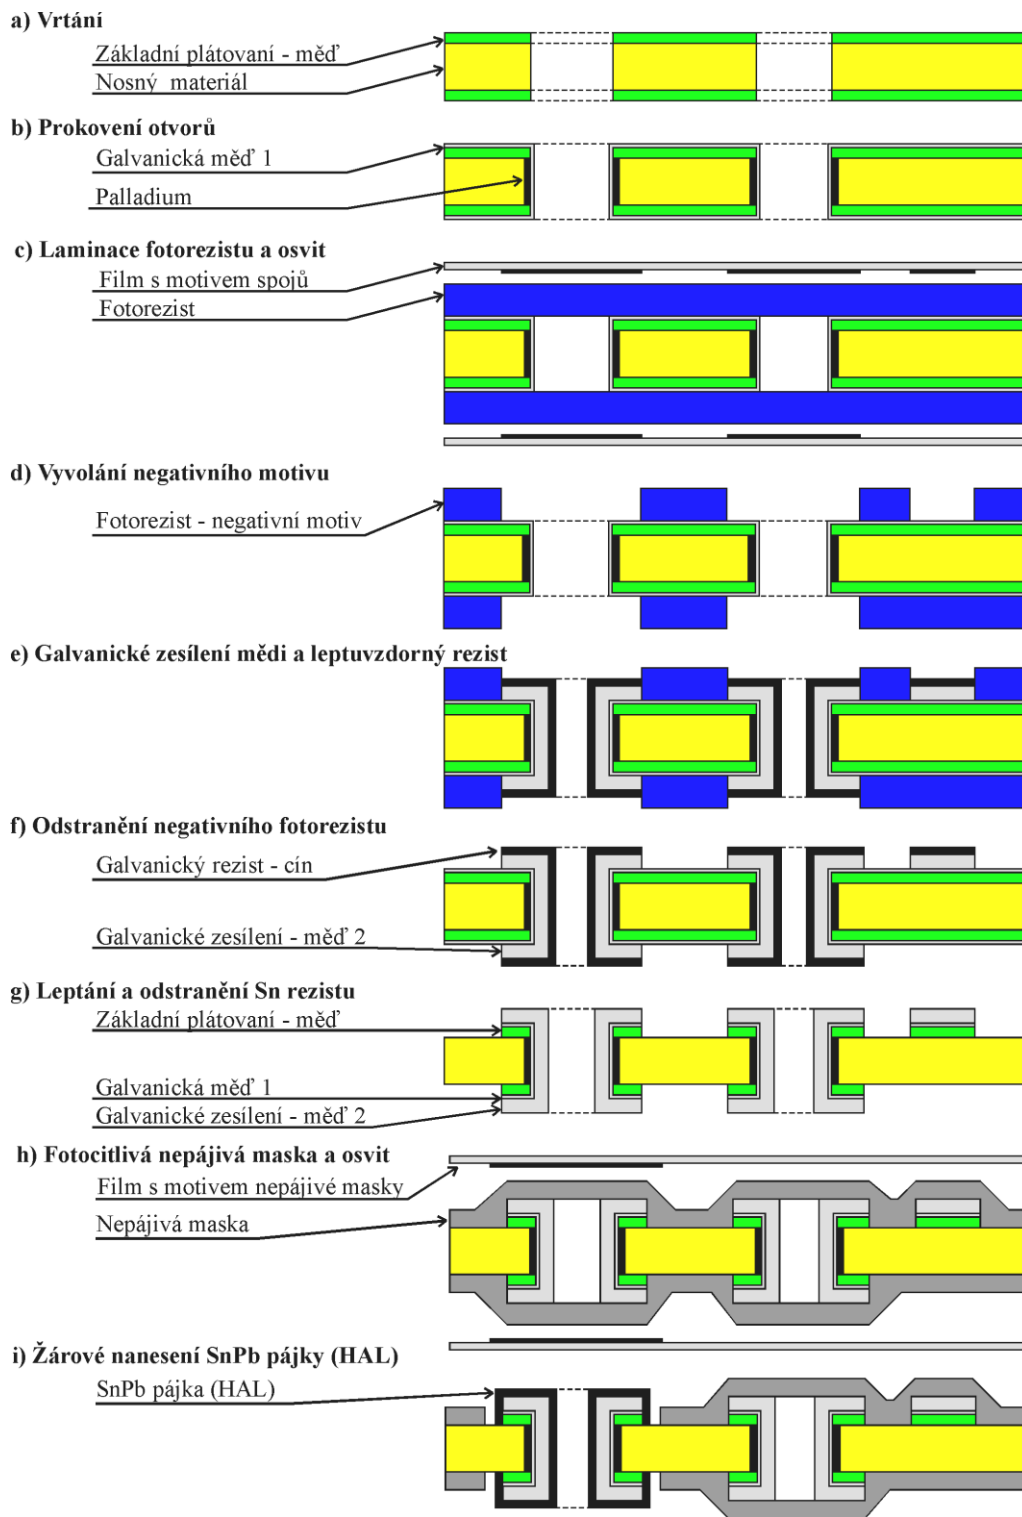 a) Vrtání
Základní plátovaní - měď
Nosný materiál
b) Prokovení otvorů
Galvanická měď 1
Palladium
c) Laminace fotorezistu a osvit
Film s motivem spojů
Fotorezist
d) Vyvolání negativního motivu
Fotorezist - negativní motiv
e) Galvanické zesílení mědi a leptuvzdorný rezist
f) Odstranění negativního fotorezistu
Galvanický rezist - cín
Galvanické zesílení - měď 2
g) Leptání a odstranění Sn rezistu
Základní plátovaní - měď
Galvanická měď 1
Galvanické zesílení - měď 2
h) Fotocitlivá nepájivá maska a osvit
Film s motivem nepájivé masky
Nepájivá maska
i) Žárové nanesení SnPb pájky (HAL)
SnPb pájka (HAL)